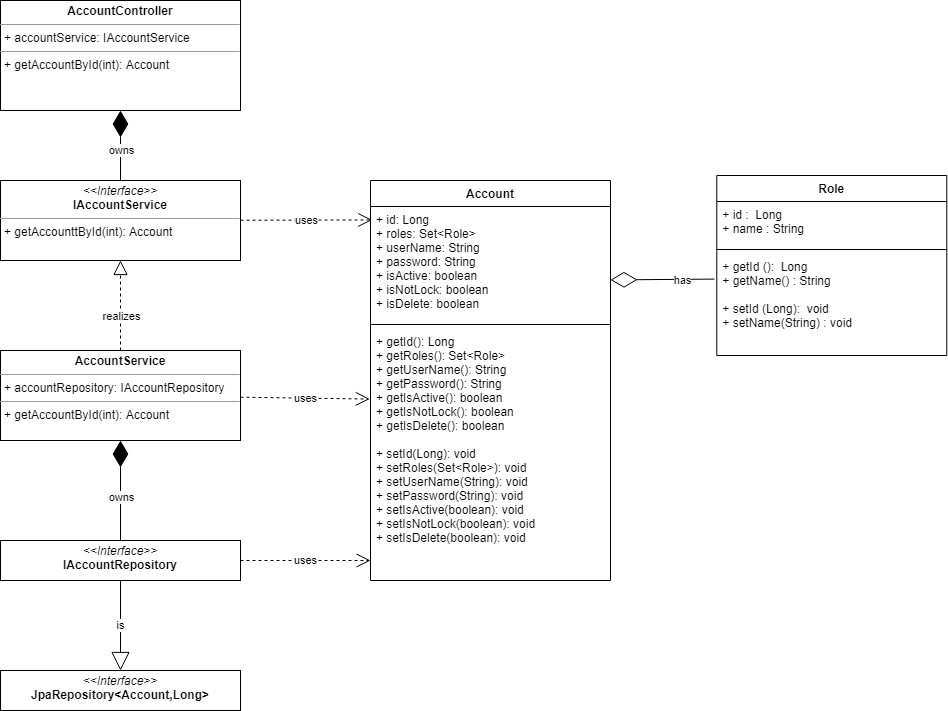 AccountController
+ accountService: IAccountService
+ getAccountById(int): Account
owns
<<Interface>>
IAccountService
+ getAccounttById(int): Account
realizes
AccountService
+ accountRepository: IAccountRepository
+ getAccountById(int): Account
owns
<<Interface>>
IAccountRepository
is
<<Interface>>
JpaRepository<Account,Long>
uses
uses
uses
Account
+ id: Long
+ roles: Set<Role>
+ userName: String
+ password: String
+ isActive: boolean
+ isNotLock: boolean
+ isDelete: boolean
+ getId(): Long
+ getRoles(): Set<Role>
+ getUserName(): String
+ getPassword(): String
+ getIsActive(): boolean
+ getIsNotLock(): boolean
+ getIsDelete(): boolean
+ setId(Long): void
+ setRoles(Set<Role>): void
+ setUserName(String): void
+ setPassword(String): void
+ setIsActive(boolean): void
+ setIsNotLock(boolean): void
+ setIsDelete(boolean): void
has
Role
+ id : Long
+ name : String
+ getId (): Long
+ getName() : String
+ setId (Long): void
+ setName(String) : void